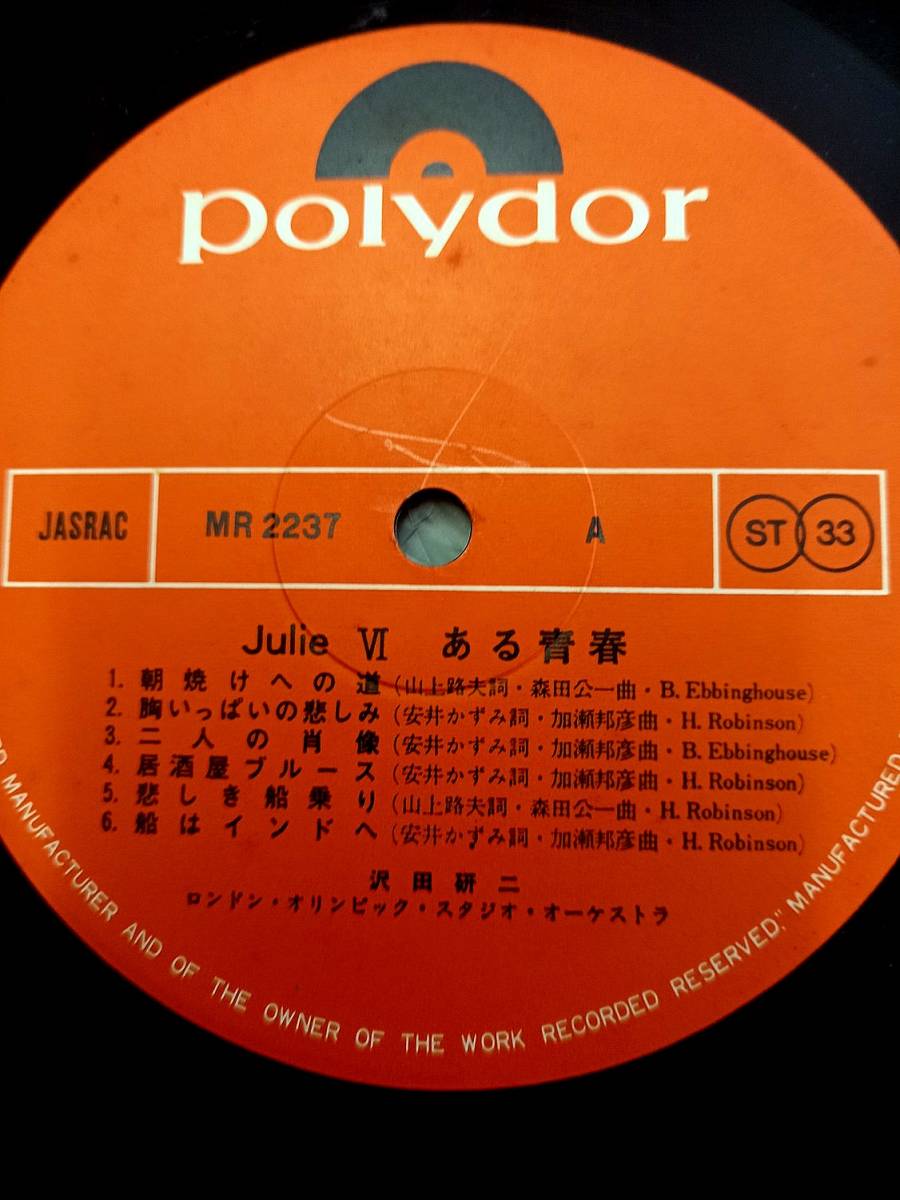 polydor
JASRAC MR 2237 A ST 33
Julie Ⅵ ある青春
1. 朝焼けへの道 (山上路夫詞・森田公一曲・B. Ebbinghouse)
2. 胸いっぱいの悲しみ (安井かずみ詞・加瀬邦彦曲・H. Robinson)
3. 二人の肖像 (安井かずみ詞・加瀬邦彦曲・B. Ebbinghouse)
4. 居酒屋ブルース (安井かずみ詞・加瀬邦彦曲・H. Robinson)
5. 悲しき船乗り (山上路夫詞・森田公一曲・H. Robinson)
6. 船はインドへ (安井かずみ詞・加瀬邦彦曲・H. Robinson)
沢田研二
ロンドン・オリンピック・スタジオ・オーケストラ
MANUFACTURER AND OF THE OWNER OF THE WORK RECORDED RESERVED," MANUFACTURED